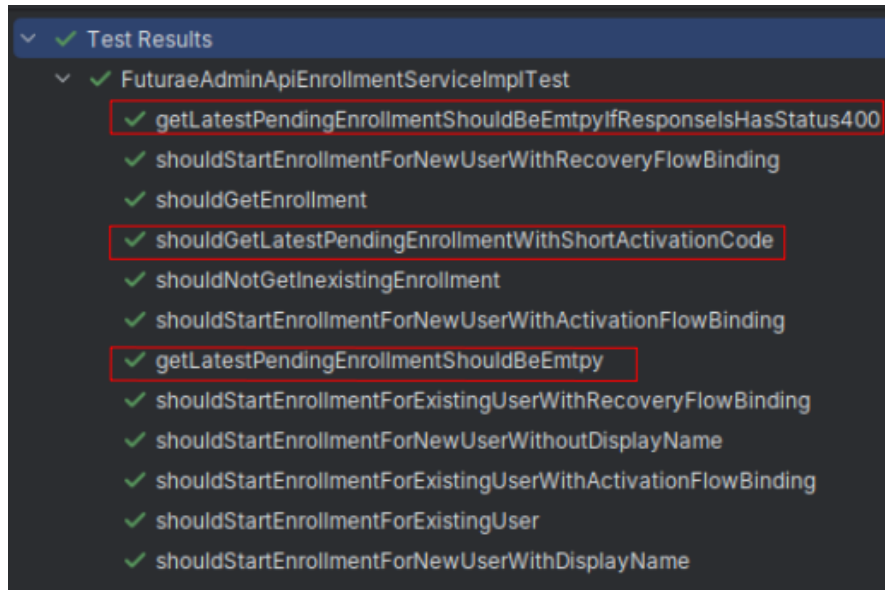 Test Results
FuturaeAdminApiEnrollmentServiceImplTest
getLatestPendingEnrollmentShouldBeEmtpyIfResponseIsHasStatus400
shouldStartEnrollmentForNewUserWithRecoveryFlowBinding
shouldGetEnrollment
shouldGetLatestPendingEnrollmentWithShortActivationCode
shouldNotGetInexistingEnrollment
shouldStartEnrollmentForNewUserWithActivationFlowBinding
getLatestPendingEnrollmentShouldBeEmtpy
shouldStartEnrollmentForExistingUserWithRecoveryFlowBinding
shouldStartEnrollmentForNewUserWithoutDisplayName
shouldStartEnrollmentForExistingUserWithActivationFlowBinding
shouldStartEnrollmentForExistingUser
shouldStartEnrollmentForNewUserWithDisplayName